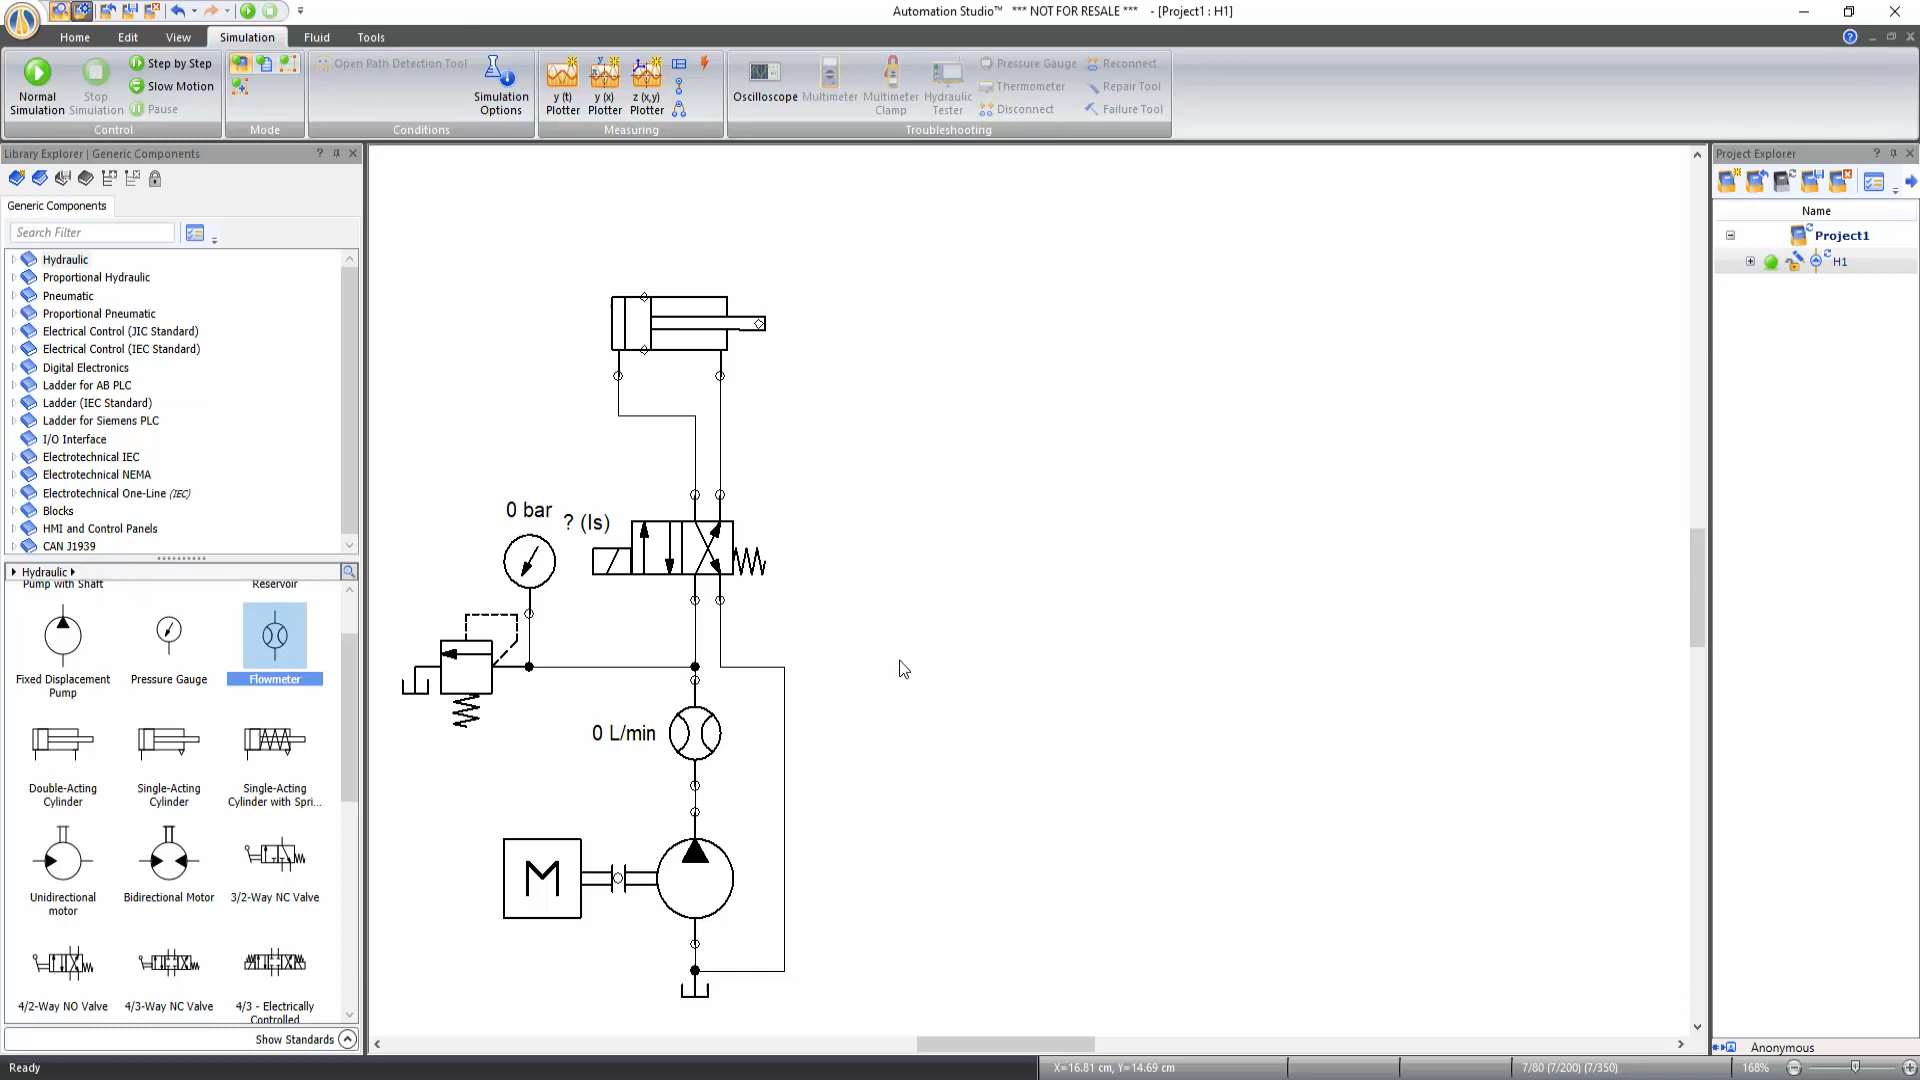 Automation Studio™ *** NOT FOR RESALE *** - [Project1 : H1]
Home Edit View Simulation Fluid Tools
Normal Simulation
Stop Simulation
Step by Step
Slow Motion
Pause
Control
Mode
Open Path Detection Tool
Simulation Options
Conditions
y (t) Plotter
y (x) Plotter
z (x,y) Plotter
Measuring
Oscilloscope
Multimeter
Multimeter Clamp
Hydraulic Tester
Pressure Gauge
Thermometer
Disconnect
Reconnect
Repair Tool
Failure Tool
Troubleshooting
Library Explorer | Generic Components
Generic Components
Search Filter
Hydraulic
Proportional Hydraulic
Pneumatic
Proportional Pneumatic
Electrical Control (JIC Standard)
Electrical Control (IEC Standard)
Digital Electronics
Ladder for AB PLC
Ladder (IEC Standard)
Ladder for Siemens PLC
I/O Interface
Electrotechnical IEC
Electrotechnical NEMA
Electrotechnical One-Line (IEC)
Blocks
HMI and Control Panels
CAN J1939
Hydraulic
Pump with Shaft
Reservoir
Fixed Displacement Pump
Pressure Gauge
Flowmeter
Double-Acting Cylinder
Single-Acting Cylinder
Single-Acting Cylinder with Spri...
Unidirectional motor
Bidirectional Motor
3/2-Way NC Valve
4/2-Way NO Valve
4/3-Way NC Valve
4/3 - Electrically Controlled
Show Standards
0 bar
? (Is)
0 L/min
M
Project Explorer
Name
Project1
H1
Anonymous
Ready
X=16.81 cm, Y=14.69 cm
7/80 (7/200) (7/350)
168%